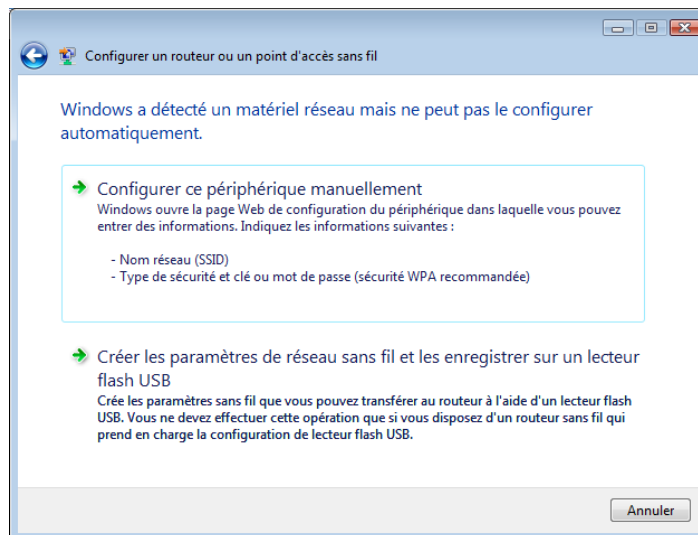 Configurer un routeur ou un point d'accès sans fil
Windows a détecté un matériel réseau mais ne peut pas le configurer
automatiquement.
Configurer ce périphérique manuellement
Windows ouvre la page Web de configuration du périphérique dans laquelle vous pouvez
entrer des informations. Indiquez les informations suivantes :
- Nom réseau (SSID)
- Type de sécurité et clé ou mot de passe (sécurité WPA recommandée)
Créer les paramètres de réseau sans fil et les enregistrer sur un lecteur
flash USB
Crée les paramètres sans fil que vous pouvez transférer au routeur à l'aide d'un lecteur flash
USB. Vous ne devez effectuer cette opération que si vous disposez d'un routeur sans fil qui
prend en charge la configuration de lecteur flash USB.
Annuler